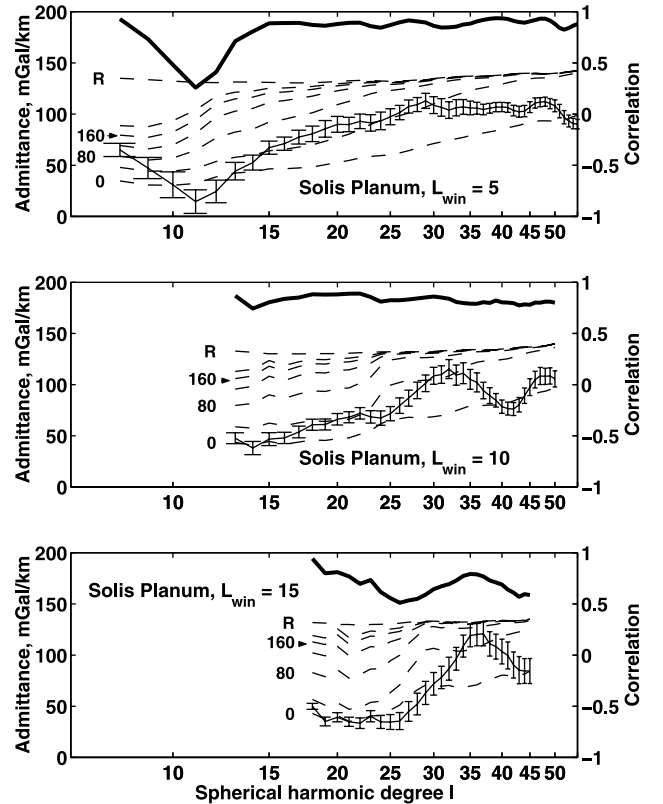 200
150
100
50
0
Admittance, mGal/km
R
160
80
0
Solis Planum, L_win = 5
1
0.5
0
−0.5
−1
Correlation
10 15 20 25 30 35 40 45 50
200
150
100
50
0
Admittance, mGal/km
R
160
80
0
Solis Planum, L_win = 10
1
0.5
0
−0.5
−1
Correlation
10 15 20 25 30 35 40 45 50
200
150
100
50
0
Admittance, mGal/km
Solis Planum, L_win = 15
R
160
80
0
1
0.5
0
−0.5
−1
Correlation
10 15 20 25 30 35 40 45 50
Spherical harmonic degree l